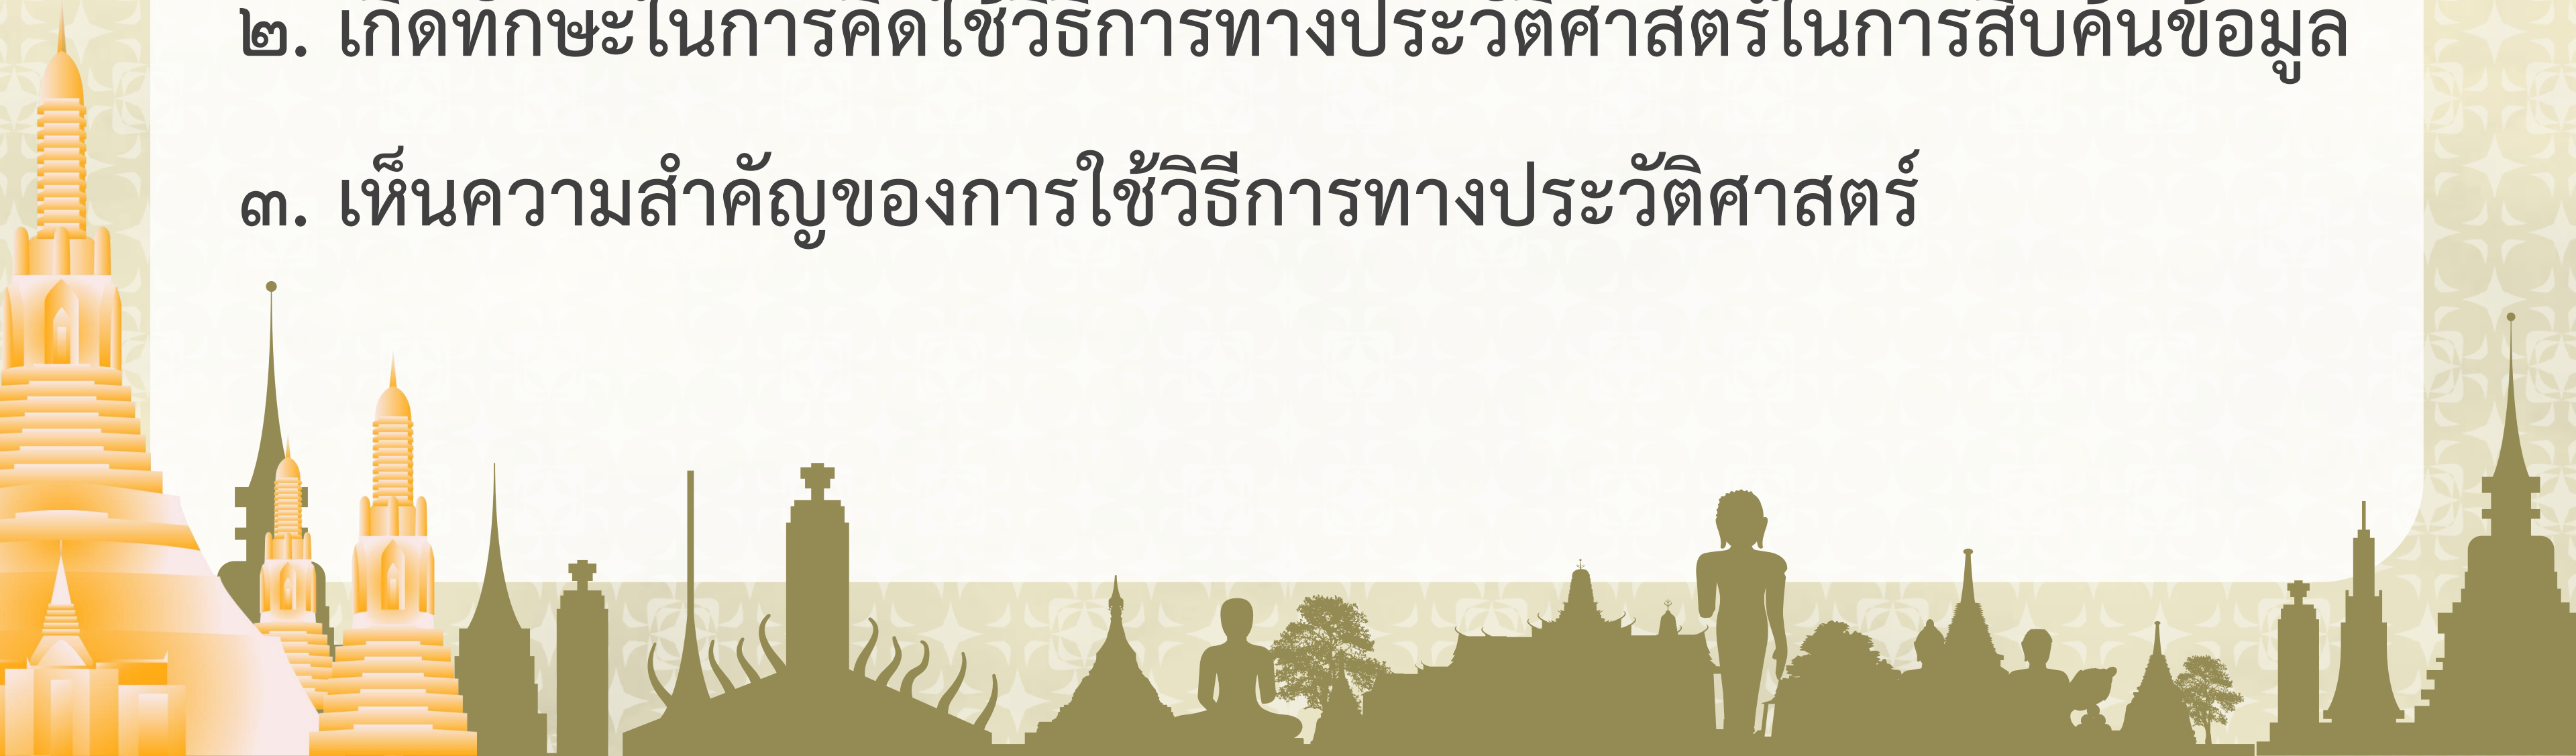 ๒. เกิดทักษะในการคิดใช้วิธีการทางประวัติศาสตร์ในการสืบค้นข้อมูล
๓. เห็นความสำคัญของการใช้วิธีการทางประวัติศาสตร์